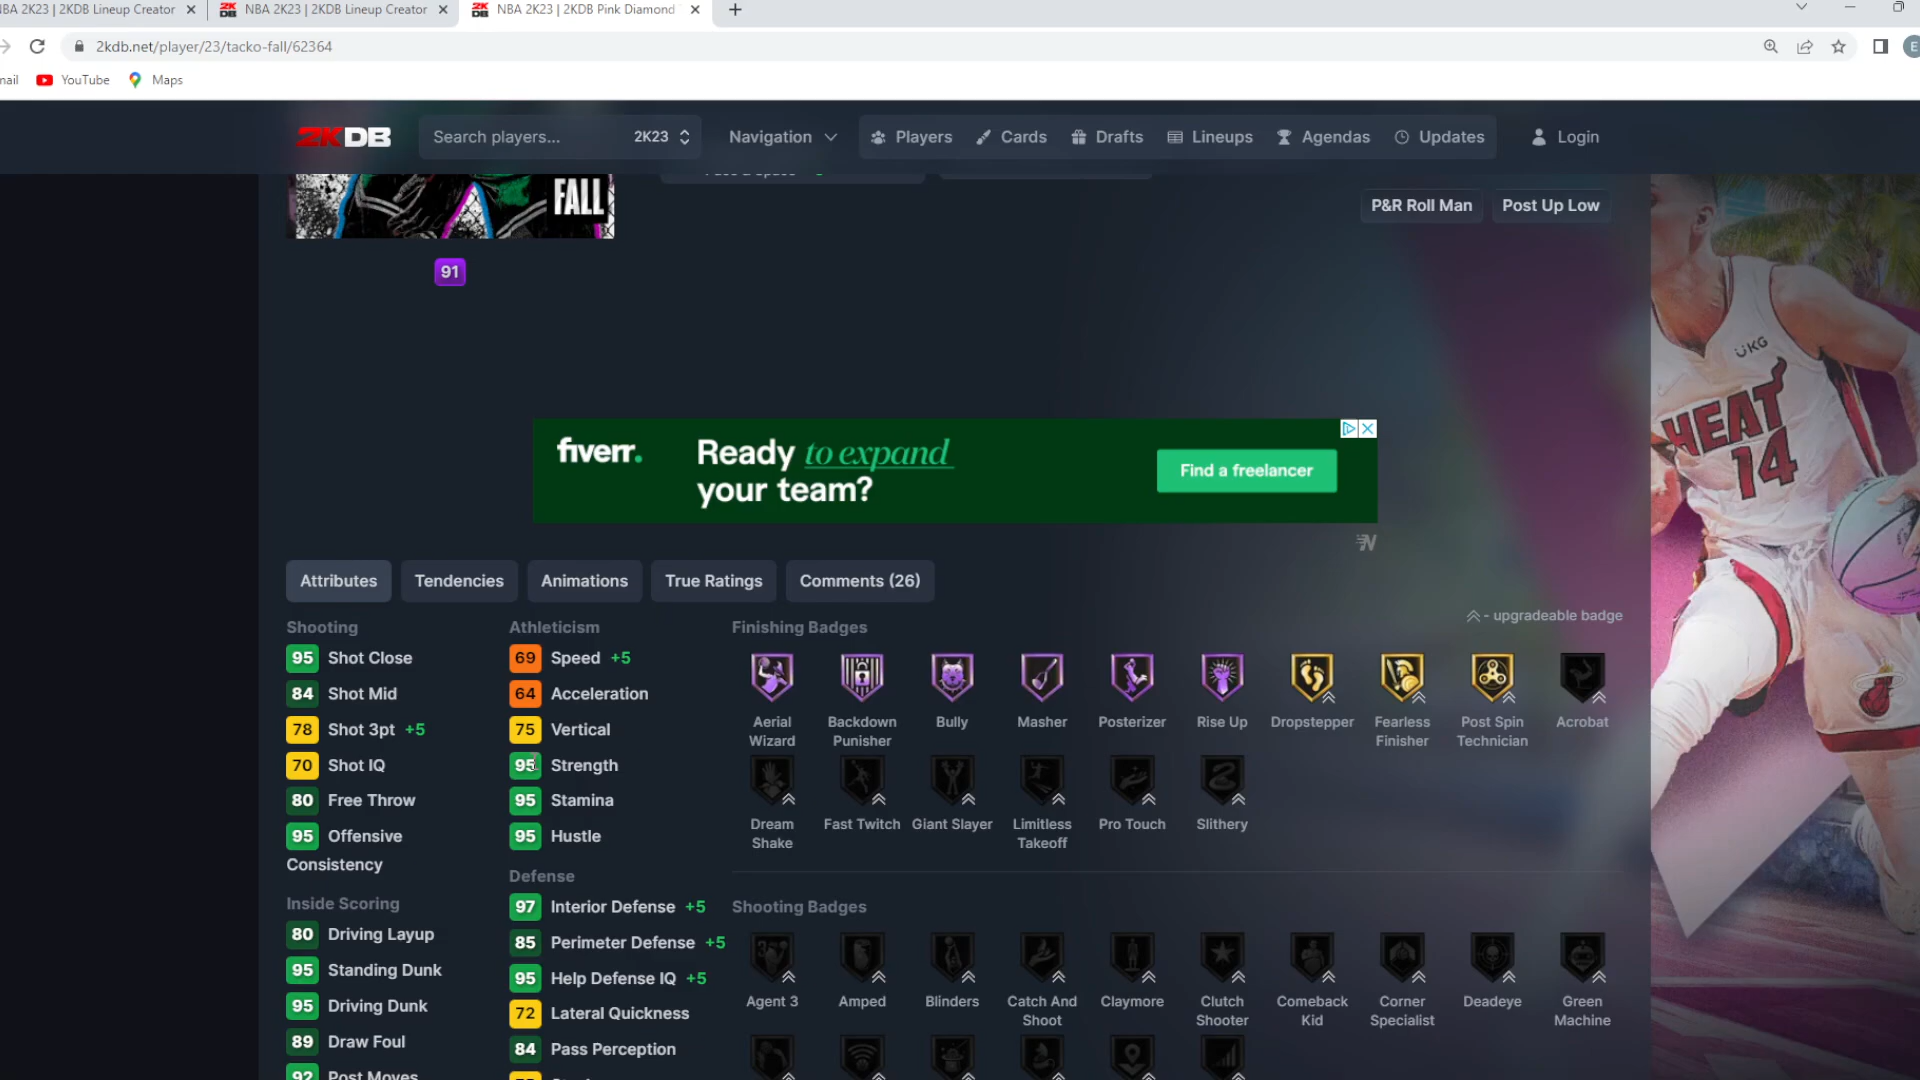 NBA 2K23 | 2KDB Lineup Creator
NBA 2K23 | 2KDB Lineup Creator
NBA 2K23 | 2KDB Pink Diamond
2kdb.net/player/23/tacko-fall/62364
E
mail
YouTube
Maps
2KDB
Search players...
2K23
Navigation
Players
Cards
Drafts
Lineups
Agendas
Updates
Login
FALL
P&R Roll Man
Post Up Low
91
fiverr.
Ready to expand
your team?
Find a freelancer
Attributes
Tendencies
Animations
True Ratings
Comments (26)
- upgradeable badge
Shooting
95 Shot Close
84 Shot Mid
78 Shot 3pt +5
70 Shot IQ
80 Free Throw
95 Offensive
Consistency
Inside Scoring
80 Driving Layup
95 Standing Dunk
95 Driving Dunk
89 Draw Foul
92 Post Moves
Athleticism
69 Speed +5
64 Acceleration
75 Vertical
95 Strength
95 Stamina
95 Hustle
Defense
97 Interior Defense +5
85 Perimeter Defense +5
95 Help Defense IQ +5
72 Lateral Quickness
84 Pass Perception
Finishing Badges
Aerial
Wizard
Backdown
Punisher
Bully
Masher
Posterizer
Rise Up
Dropstepper
Fearless
Finisher
Post Spin
Technician
Acrobat
Dream
Shake
Fast Twitch
Giant Slayer
Limitless
Takeoff
Pro Touch
Slithery
Shooting Badges
Agent 3
Amped
Blinders
Catch And
Shoot
Claymore
Clutch
Shooter
Comeback
Kid
Corner
Specialist
Deadeye
Green
Machine
UKG
HEAT
14